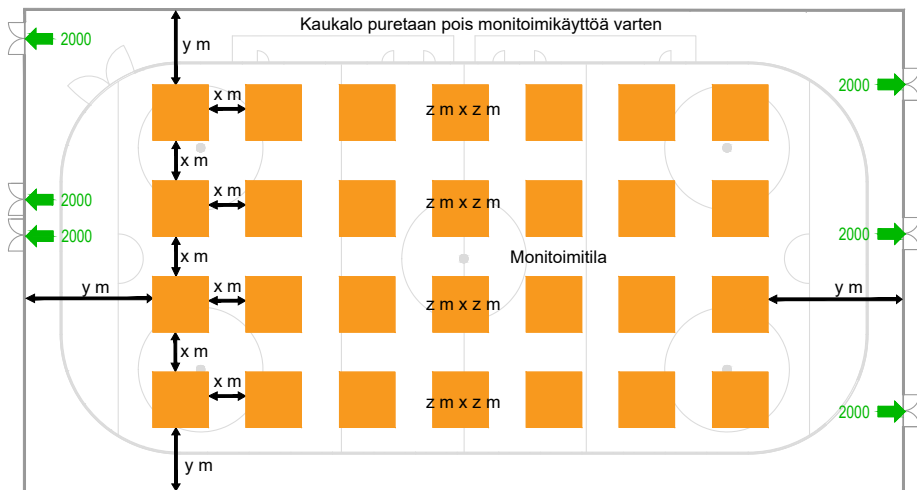 Kaukalo puretaan pois monitoimikäyttöä varten
2000
y m
2000
x m
z m x z m
x m
2000
x m
z m x z m
2000
2000
x m
Monitoimitila
y m
y m
x m
z m x z m
x m
x m
z m x z m
2000
y m